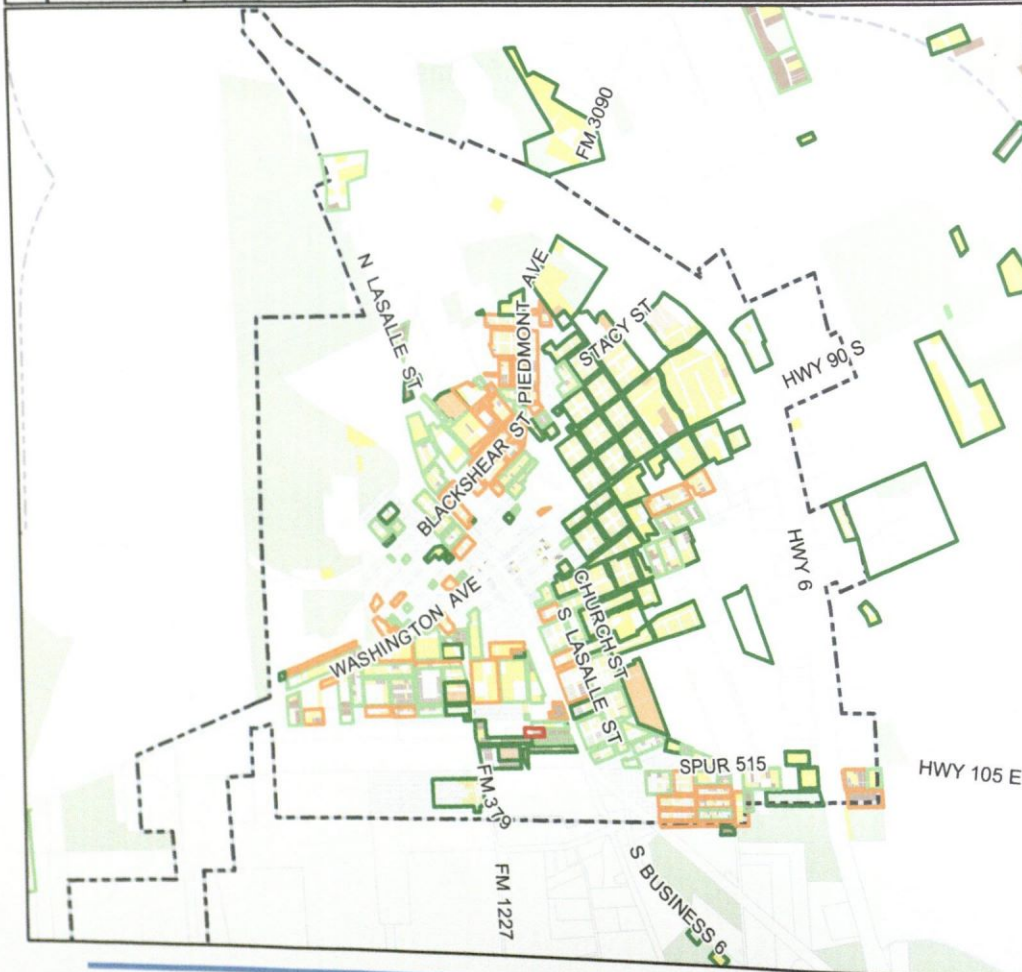 FM 3090
N LASALLE ST
PIEDMONT AVE
STACY ST
HWY 90 S
BLACKSHEAR ST
HWY 6
WASHINGTON AVE
CHURCH ST
S LASALLE ST
SPUR 515
HWY 105 E
FM 379
FM 1227
S BUSINESS 6